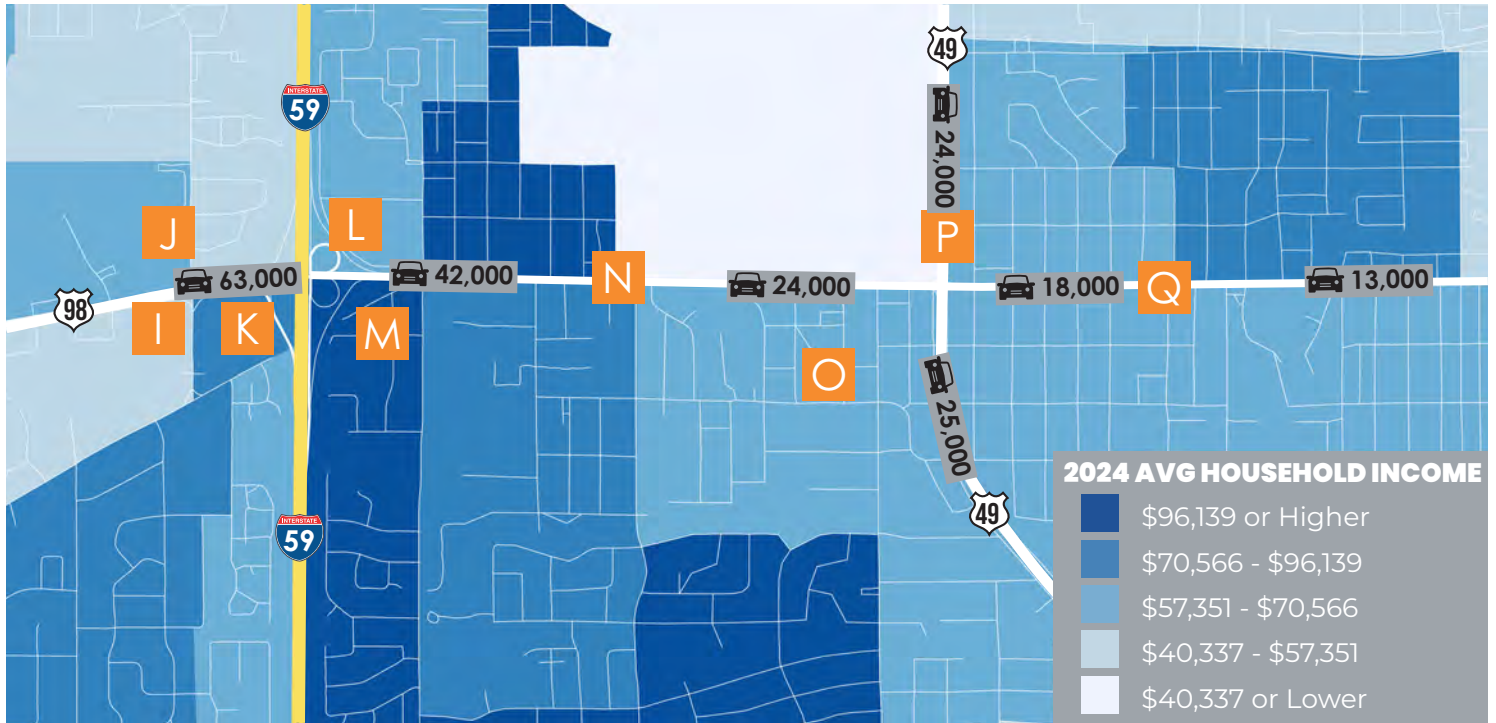 49
INTERSTATE
59
24,000
J
L
P
63,000
42,000
N
24,000
18,000
Q
13,000
98
I
K
M
O
25,000
49
INTERSTATE
59
2024 AVG HOUSEHOLD INCOME
$96,139 or Higher
$70,566 - $96,139
$57,351 - $70,566
$40,337 - $57,351
$40,337 or Lower